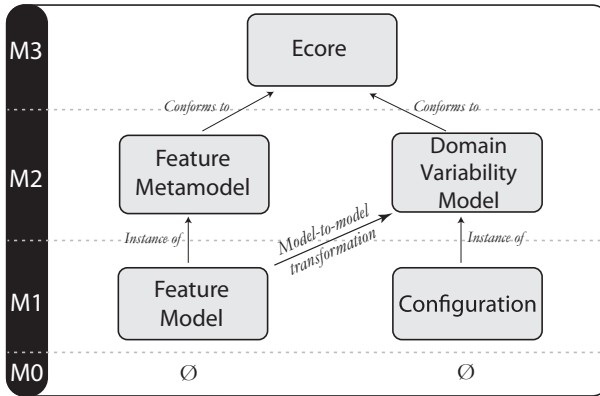 M3
Ecore
Conforms to
Conforms to
M2
Feature
Metamodel
Domain
Variability
Model
Instance of
Model-to-model
transformation
Instance of
M1
Feature
Model
Configuration
M0
Ø
Ø